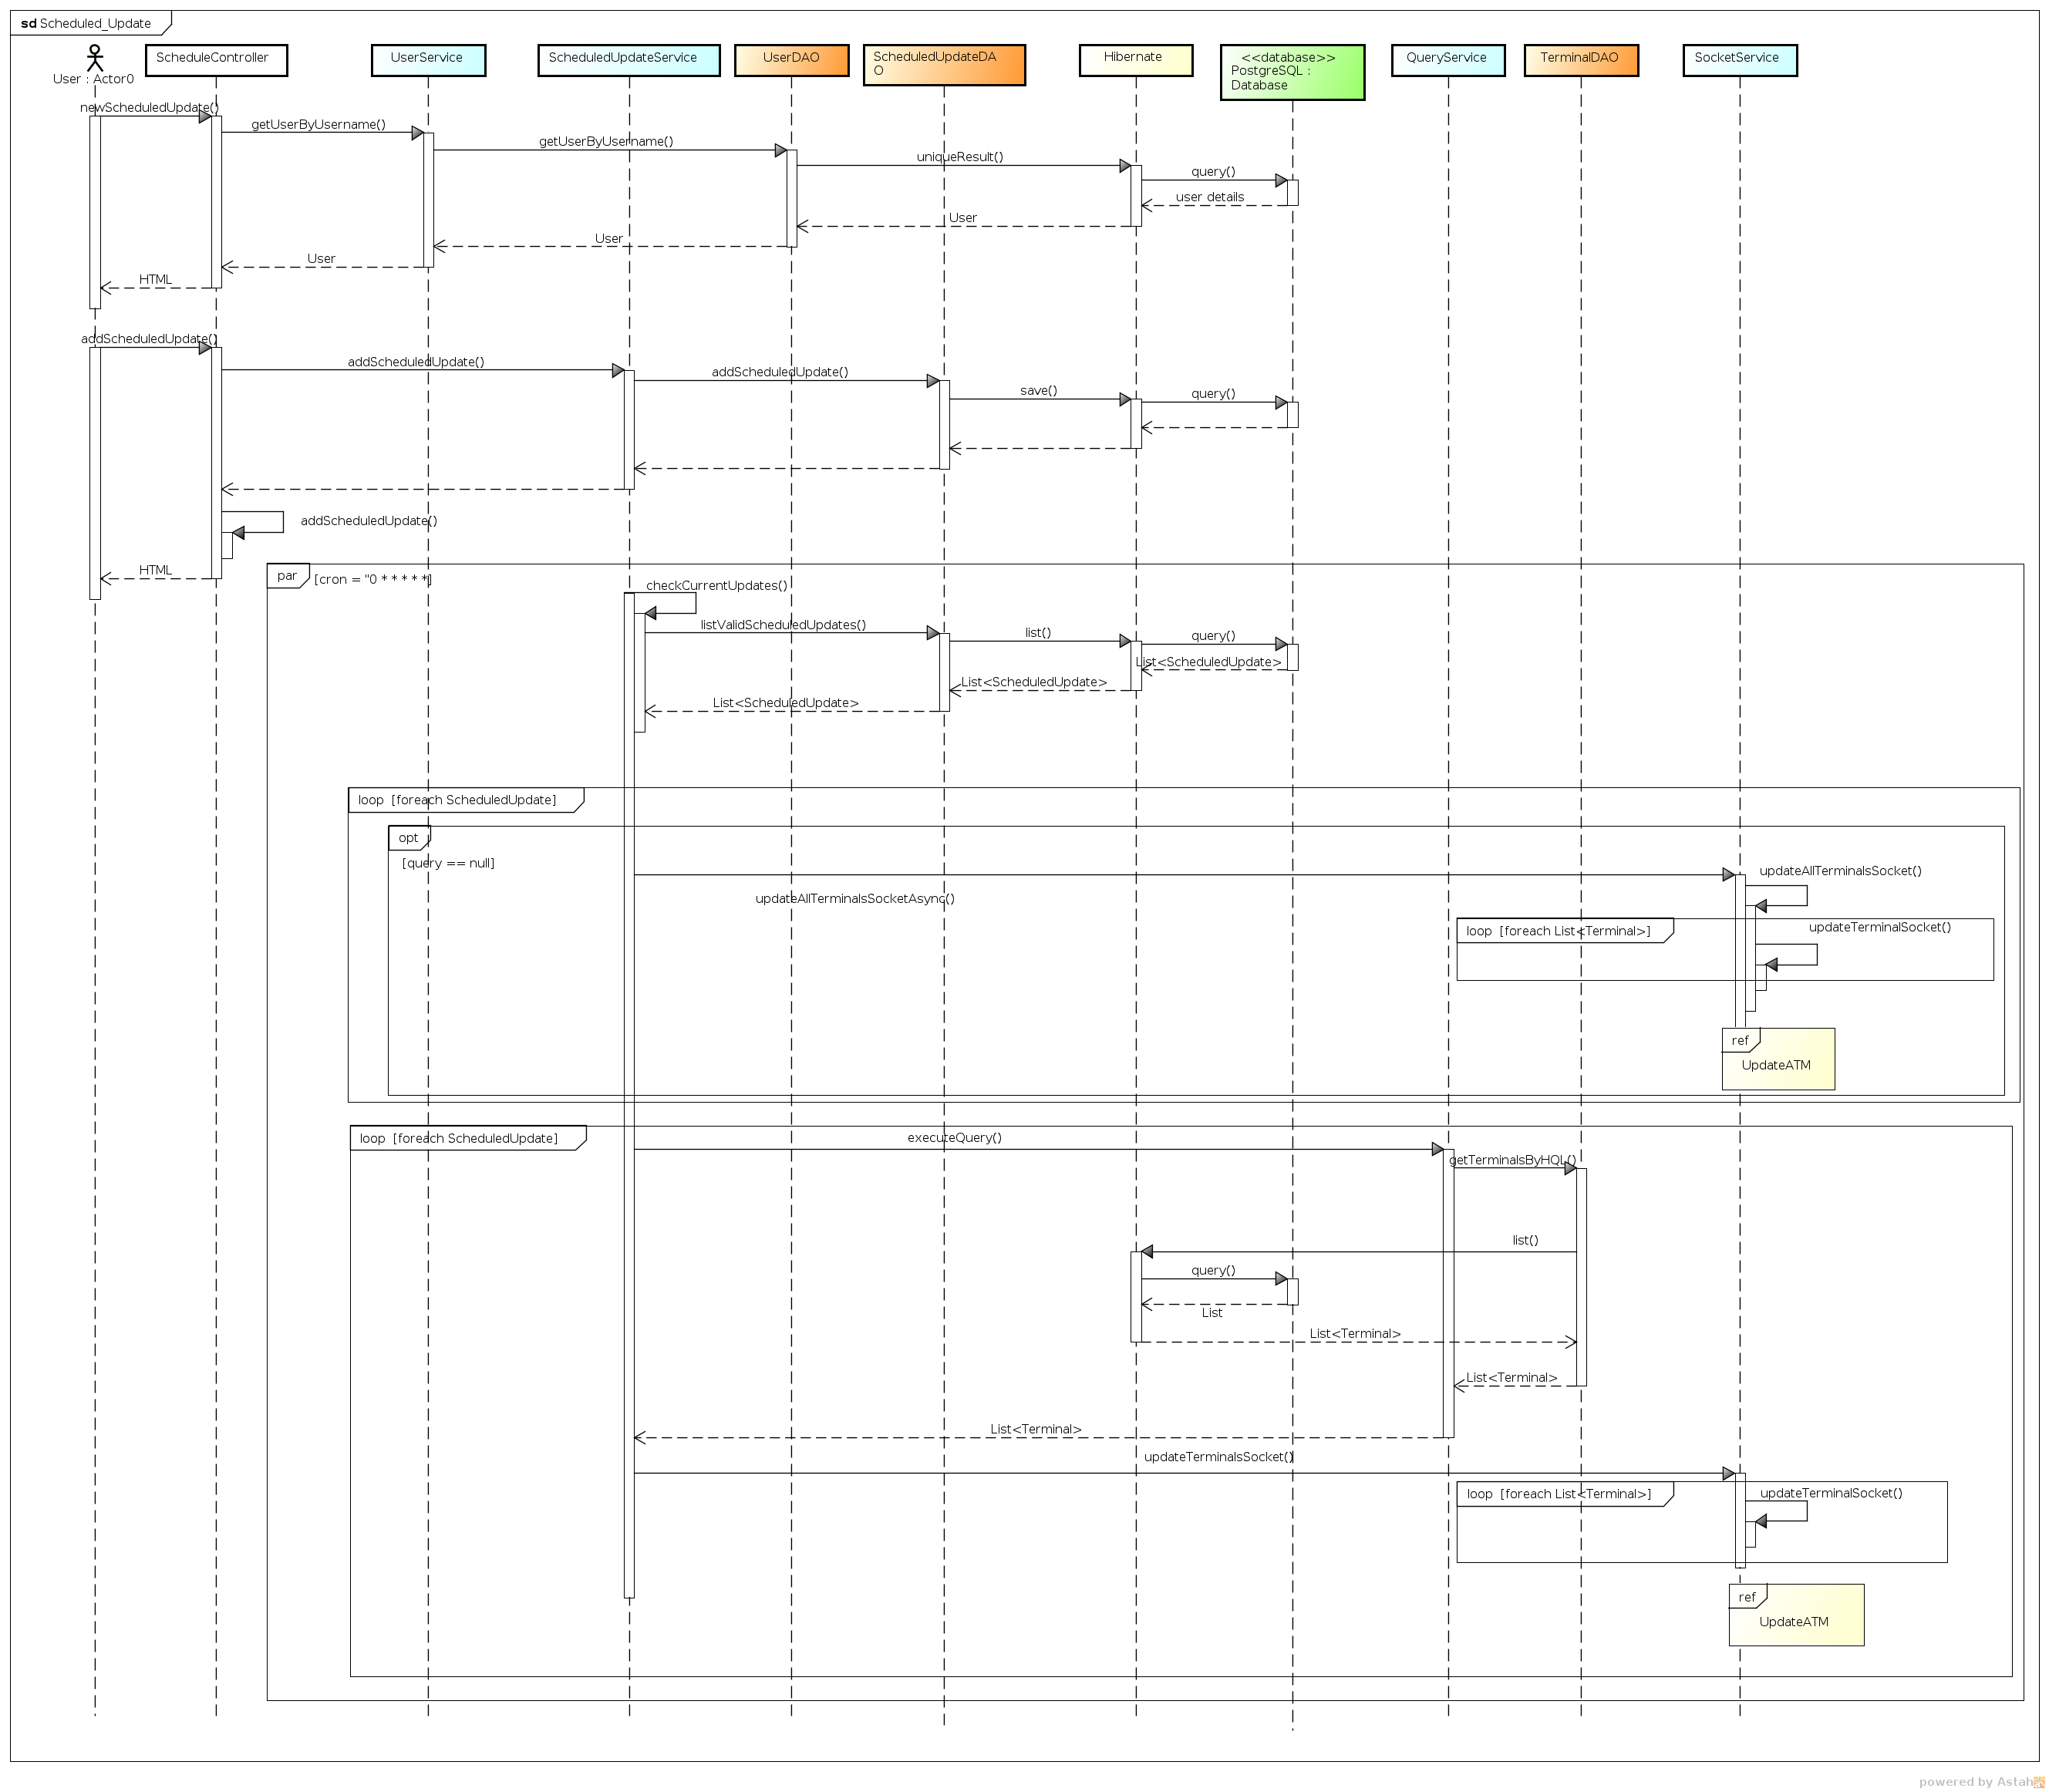 sd Scheduled_Update
User : Actor0
ScheduleController
UserService
ScheduledUpdateService
UserDAO
ScheduledUpdateDA
O
Hibernate
<<database>>
PostgreSQL :
Database
QueryService
TerminalDAO
SocketService
newScheduledUpdate()
getUserByUsername()
getUserByUsername()
uniqueResult()
query()
user details
User
User
User
HTML
addScheduledUpdate()
addScheduledUpdate()
addScheduledUpdate()
save()
query()
addScheduledUpdate()
HTML
par
[cron = "0 * * * * *]
checkCurrentUpdates()
listValidScheduledUpdates()
list()
query()
List<ScheduledUpdate>
List<ScheduledUpdate>
List<ScheduledUpdate>
loop [foreach ScheduledUpdate]
opt
[query == null]
updateAllTerminalsSocket()
updateAllTerminalsSocketAsync()
loop [foreach List<Terminal>]
updateTerminalSocket()
ref
UpdateATM
loop [foreach ScheduledUpdate]
executeQuery()
getTerminalsByHQL()
list()
query()
List
List<Terminal>
List<Terminal>
List<Terminal>
updateTerminalsSocket()
loop [foreach List<Terminal>]
updateTerminalSocket()
ref
UpdateATM
powered by Astah